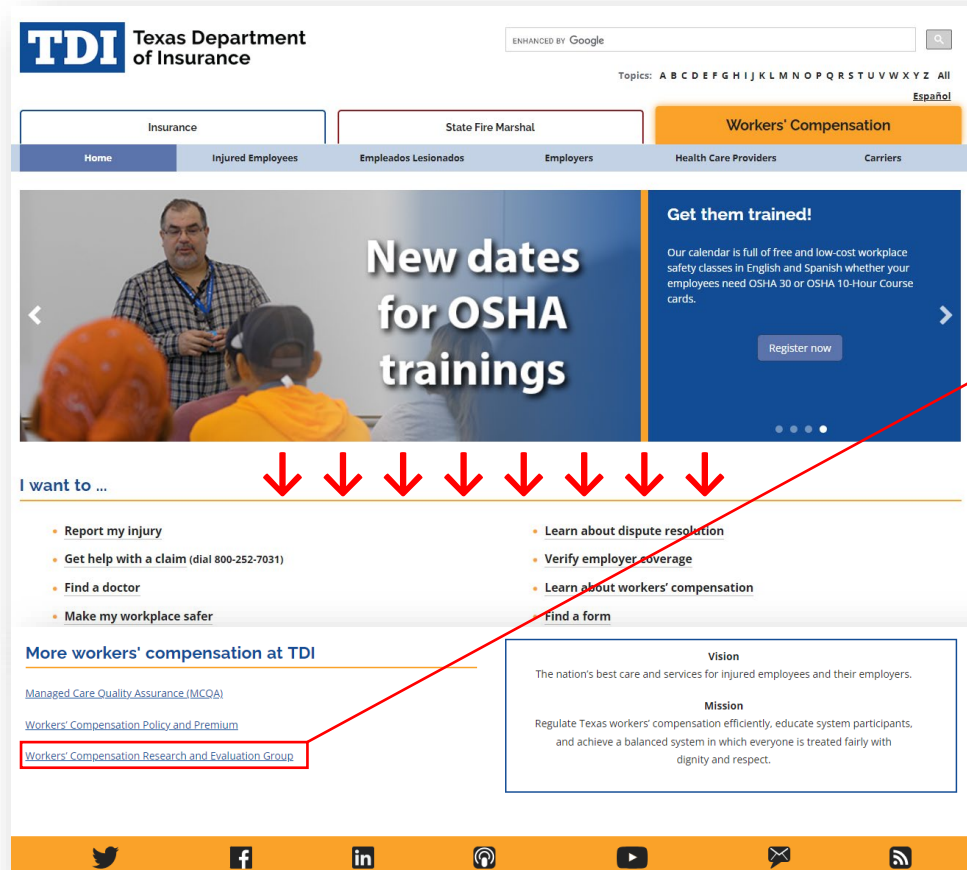 TDI Texas Department
of Insurance
ENHANCED BY Google
Topics: A B C D E F G H I J K L M N O P Q R S T U V W X Y Z All
Español
Insurance State Fire Marshal Workers' Compensation
Home Injured Employees Empleados Lesionados Employers Health Care Providers Carriers
New dates
for OSHA
trainings
Get them trained!
Our calendar is full of free and low-cost workplace
safety classes in English and Spanish whether your
employees need OSHA 30 or OSHA 10-Hour Course
cards.
Register now
I want to ...
Report my injury
Get help with a claim (dial 800-252-7031)
Find a doctor
Make my workplace safer
Learn about dispute resolution
Verify employer coverage
Learn about workers' compensation
Find a form
More workers' compensation at TDI
Managed Care Quality Assurance (MCQA)
Workers' Compensation Policy and Premium
Workers' Compensation Research and Evaluation Group
Vision
The nation's best care and services for injured employees and their employers.
Mission
Regulate Texas workers' compensation efficiently, educate system participants,
and achieve a balanced system in which everyone is treated fairly with
dignity and respect.